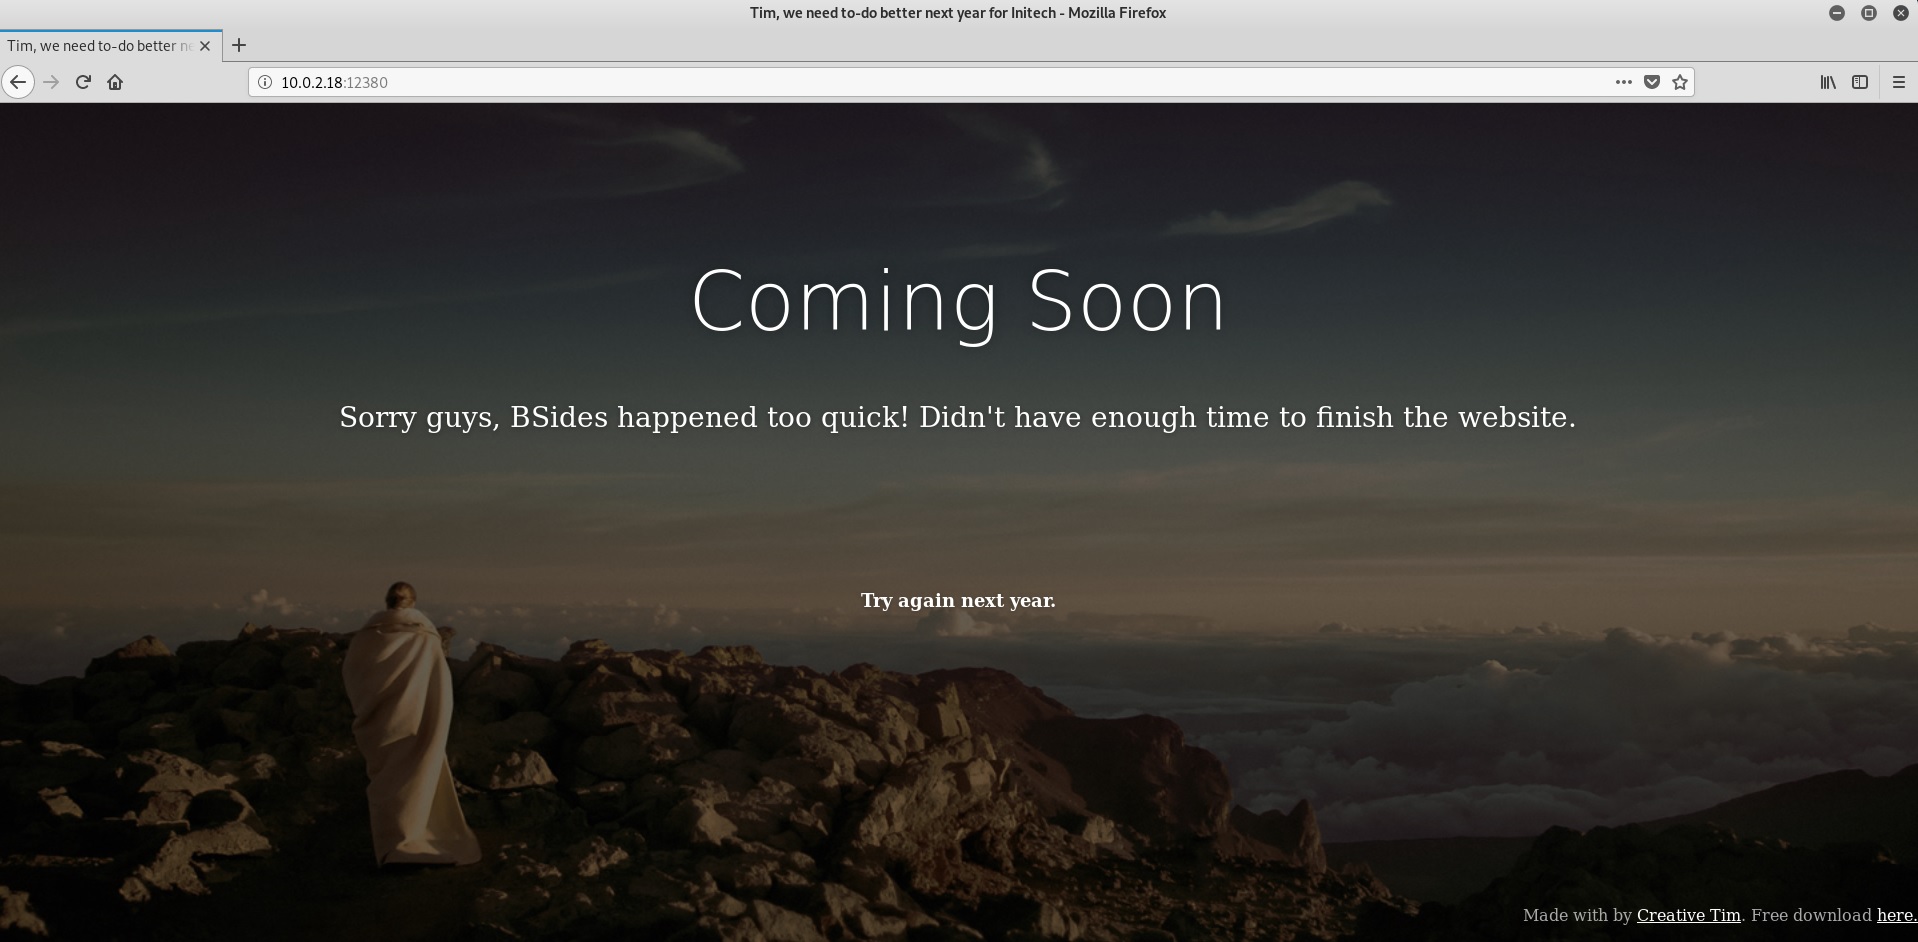 Tim, we need to-do better next year for Initech - Mozilla Firefox
Tim, we need to-do better ne
10.0.2.18:12380
Coming Soon
Sorry guys, BSides happened too quick! Didn't have enough time to finish the website.
Try again next year.
Made with by Creative Tim. Free download here.